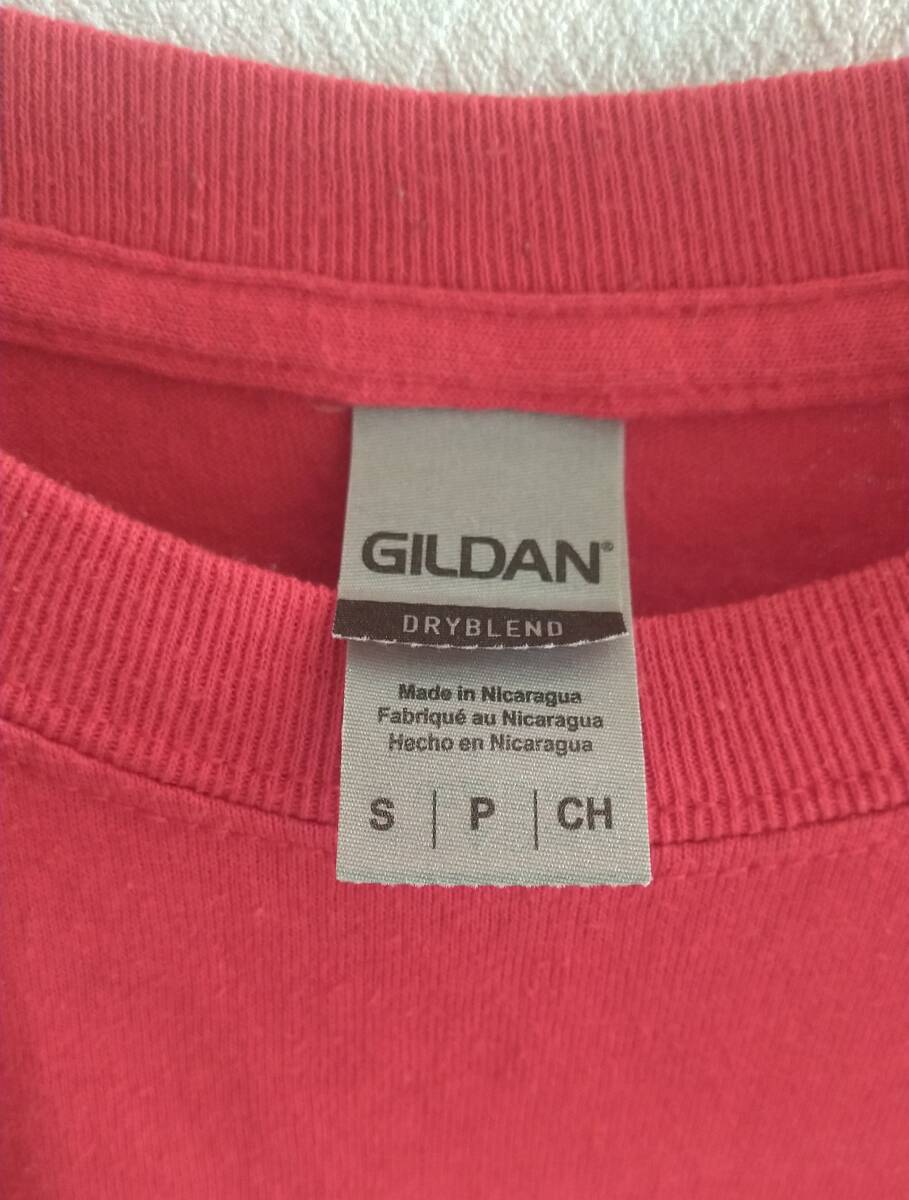 GILDAN®
DRYBLEND
Made in Nicaragua
Fabriqué au Nicaragua
Hecho en Nicaragua
S | P | CH